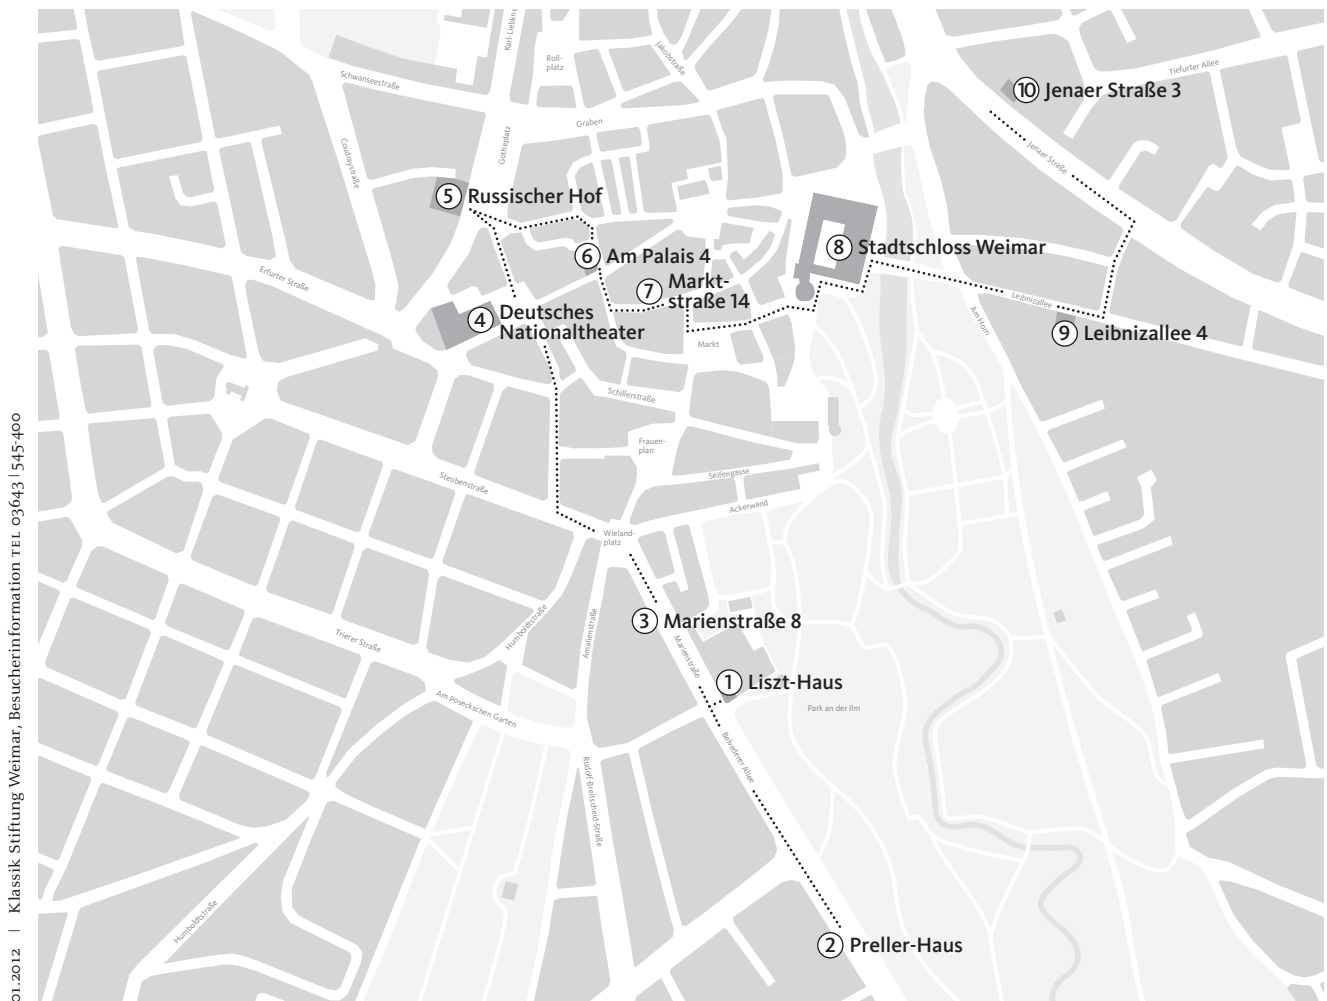 Karl-Liebkne
Roll-
platz
Jakobstraße
Schwanseestraße
Tiefurter Allee
10 Jenaer Straße 3
Graben
Gotheplatz
Coudraystraße
Jenaer Straße
5 Russischer Hof
6 Am Palais 4
8 Stadtschloss Weimar
Erfurter Straße
7 Markt-
straße 14
Leibnizallee
Am Horn
4 Deutsches
Nationaltheater
9 Leibnizallee 4
Markt
Schillerstraße
Frauen-
plan
Seifengasse
Steubenstraße
Ackerwand
Wieland-
platz
Humboldtstraße
Amalienstraße
3 Marienstraße 8
Trierer Straße
Marienstraße
1 Liszt-Haus
Am Poseckschen Garten
Park an der Ilm
Belvederer Allee
Rudolf-Breitscheid-Straße
Humboldtstraße
2 Preller-Haus
01.2012 | Klassik Stiftung Weimar, Besucherinformation TEL 03643 | 545-400